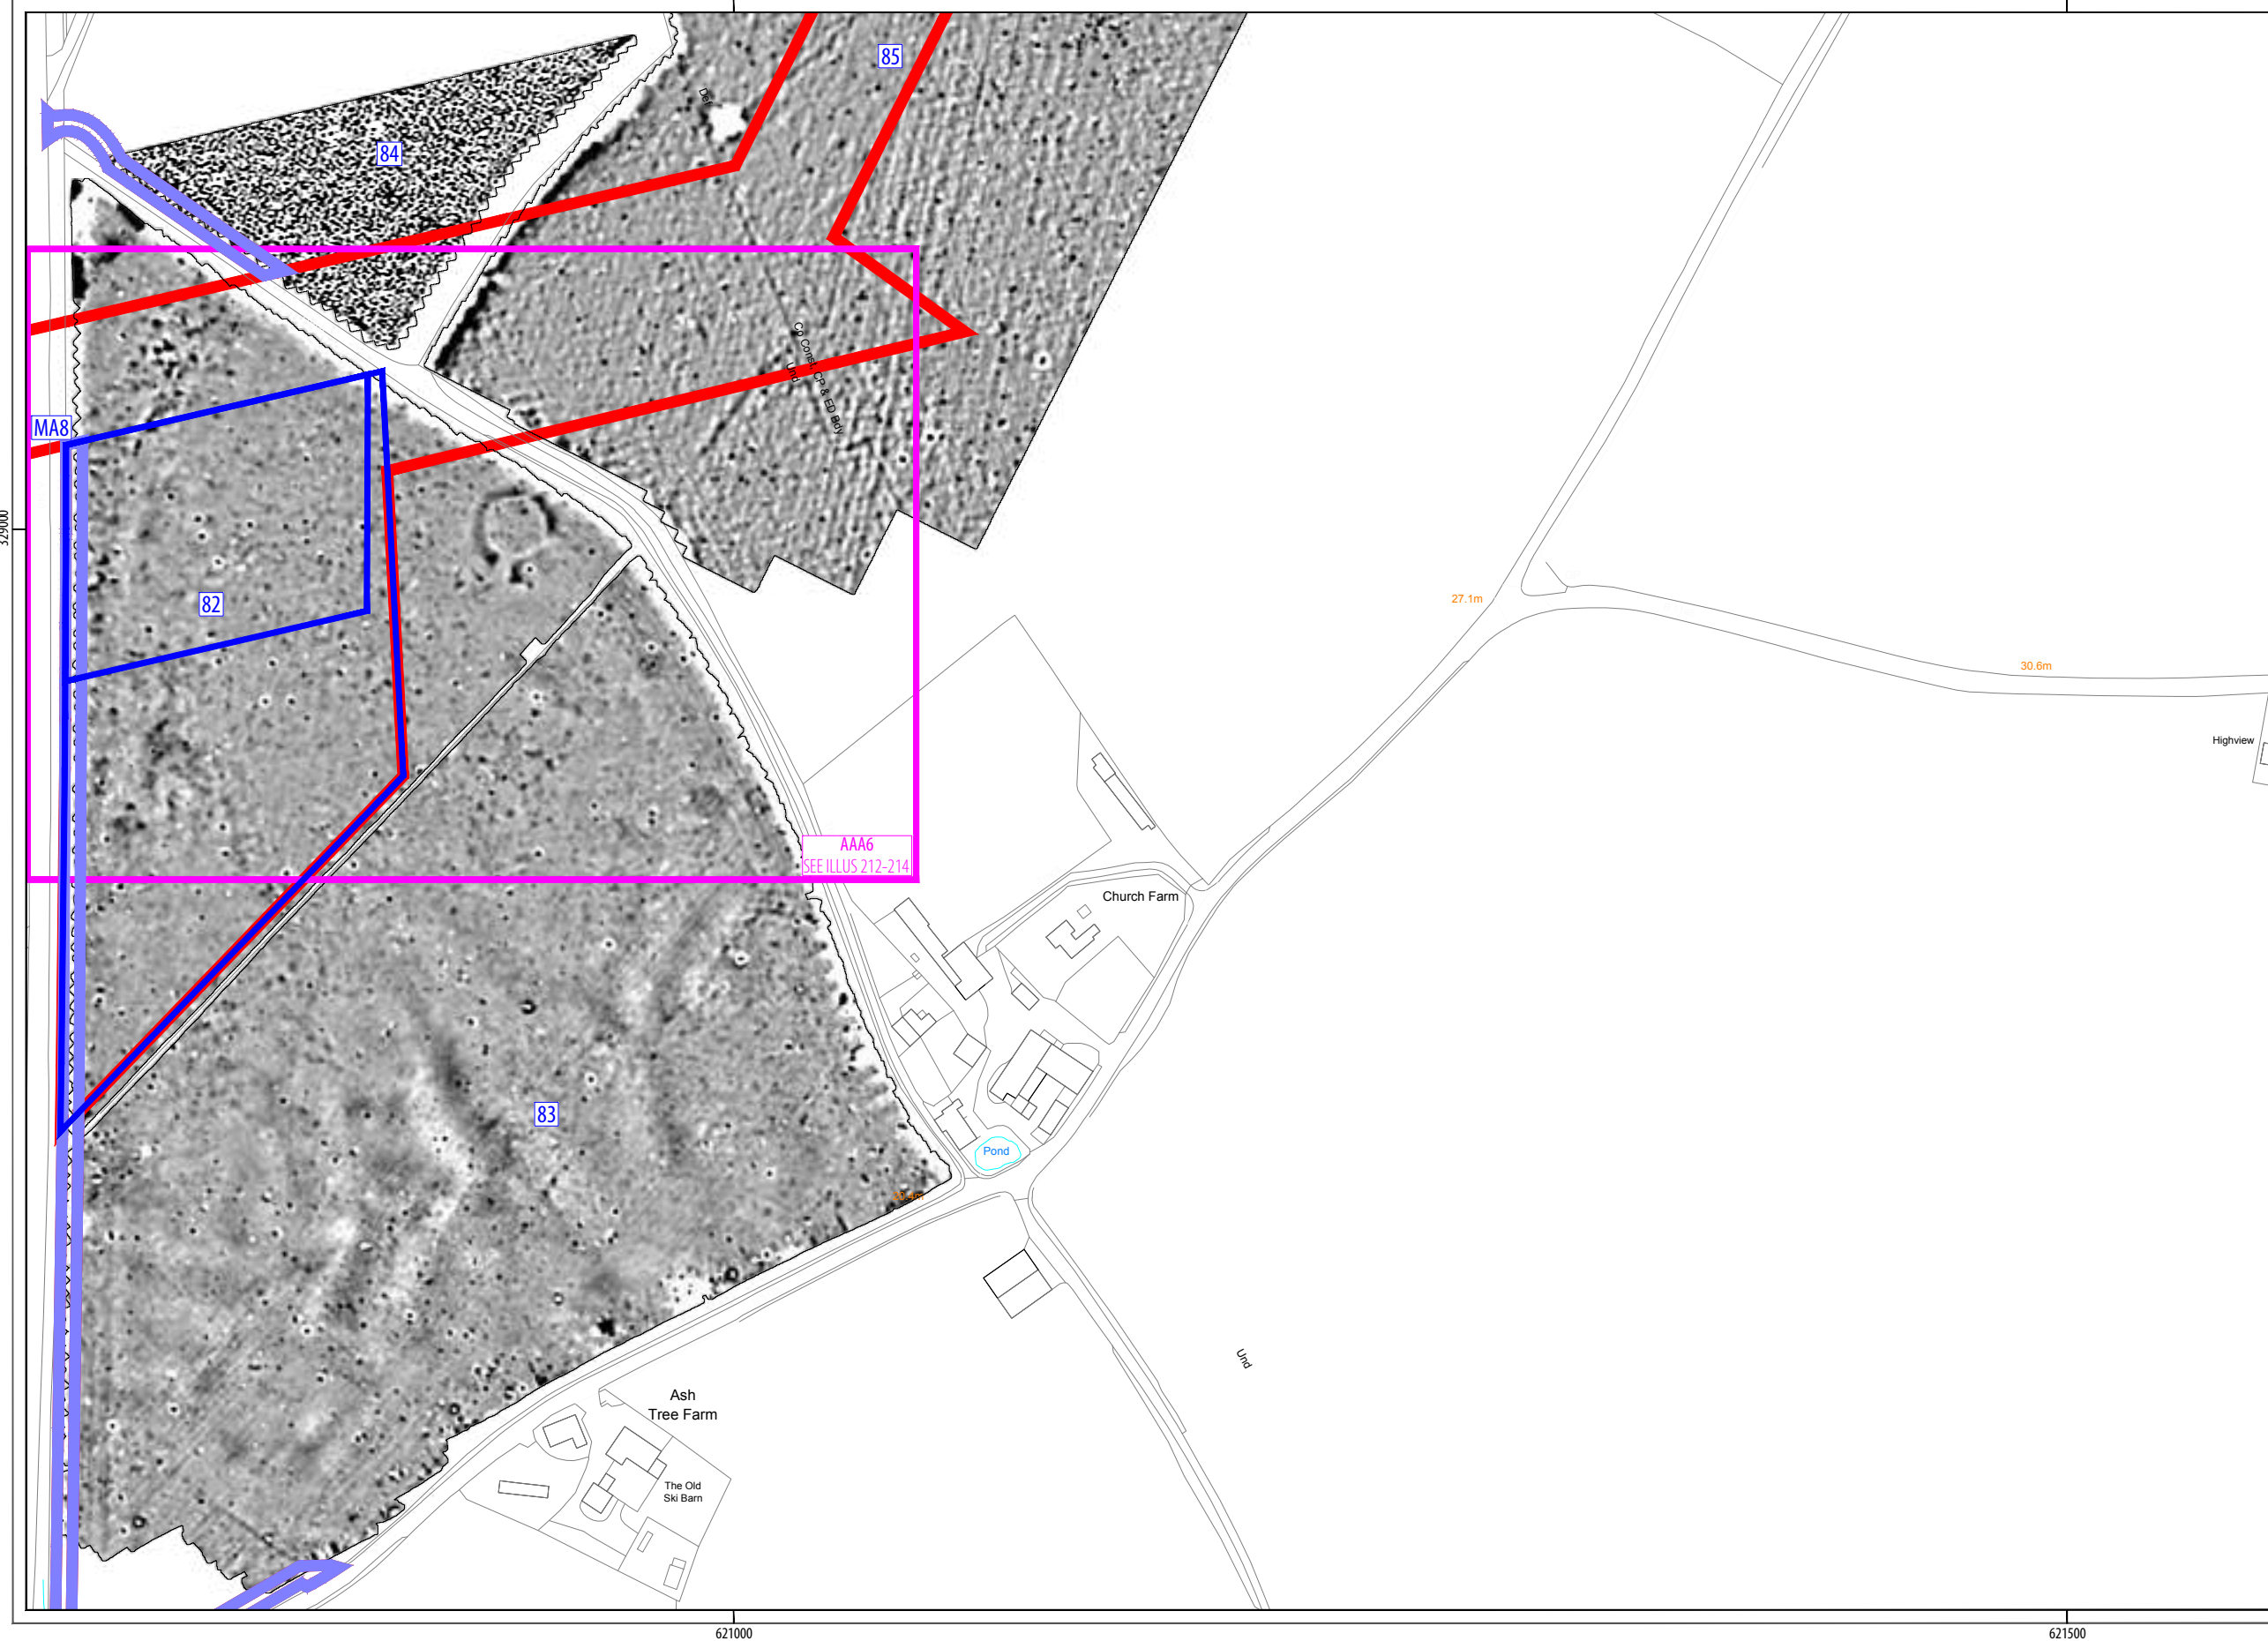 85
Def
84
Co Const, CP & ED Bdy
Und
MA8
329000
82
27.1m
30.6m
Highview
AAA6
SEE ILLUS 212-214
Church Farm
83
Pond
Und
Ash
Tree Farm
The Old
Ski Barn
621000
621500